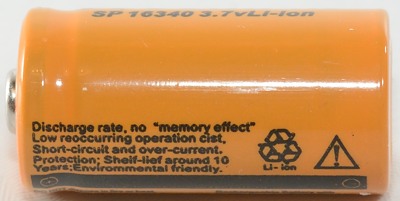 SP 16340 3.7vLi-ion
Discharge rate, no "memory effect"
Low reoccurring operation cist,
Short-circuit and over-current.
Protection; Shelf-lief around 10
Years;Environmental friendly.
Li- ion